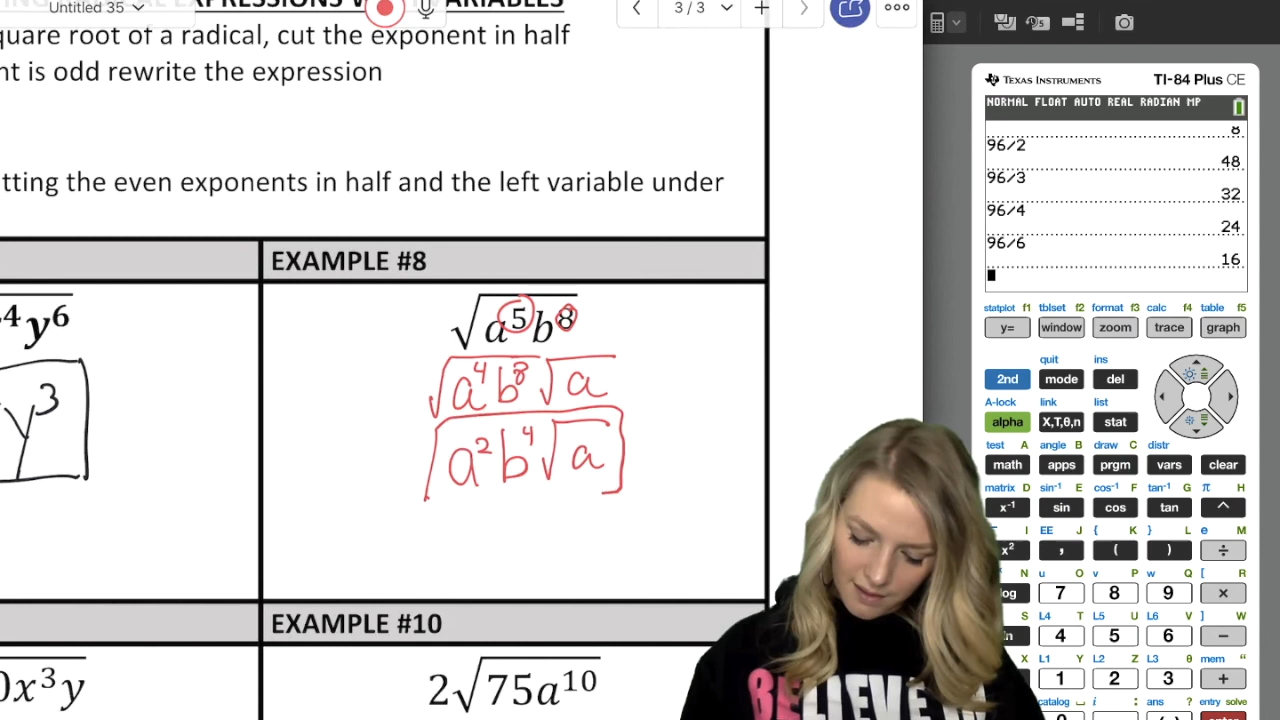 Untitled 35
3 / 3
quare root of a radical, cut the exponent in half
nt is odd rewrite the expression
tting the even exponents in half and the left variable under
EXAMPLE #8
⁴y⁶
y³
√a⁵b⁸
√a⁴b⁸ √a
a²b⁴√a
EXAMPLE #10
0x³y
2√75a¹⁰
BELIEVE IN
TEXAS INSTRUMENTS TI-84 Plus CE
NORMAL FLOAT AUTO REAL RADIAN MP
8
96/2
48
96/3
32
96/4
24
96/6
16
statplot f1 tblset f2 format f3 calc f4 table f5
y= window zoom trace graph
quit ins
2nd mode del
A-lock link list
alpha X,T,θ,n stat
test A angle B draw C distr
math apps prgm vars clear
matrix D sin⁻¹ E cos⁻¹ F tan⁻¹ G π H
x⁻¹ sin cos tan ^
I EE J { K } L e M
x² , ( ) ÷
N u O v P w Q [ R
log 7 8 9 ×
S L4 T L5 U L6 V ] W
ln 4 5 6 −
X L1 Y L2 Z L3 θ mem "
1 2 3 +
catalog i : ans ? entry solve